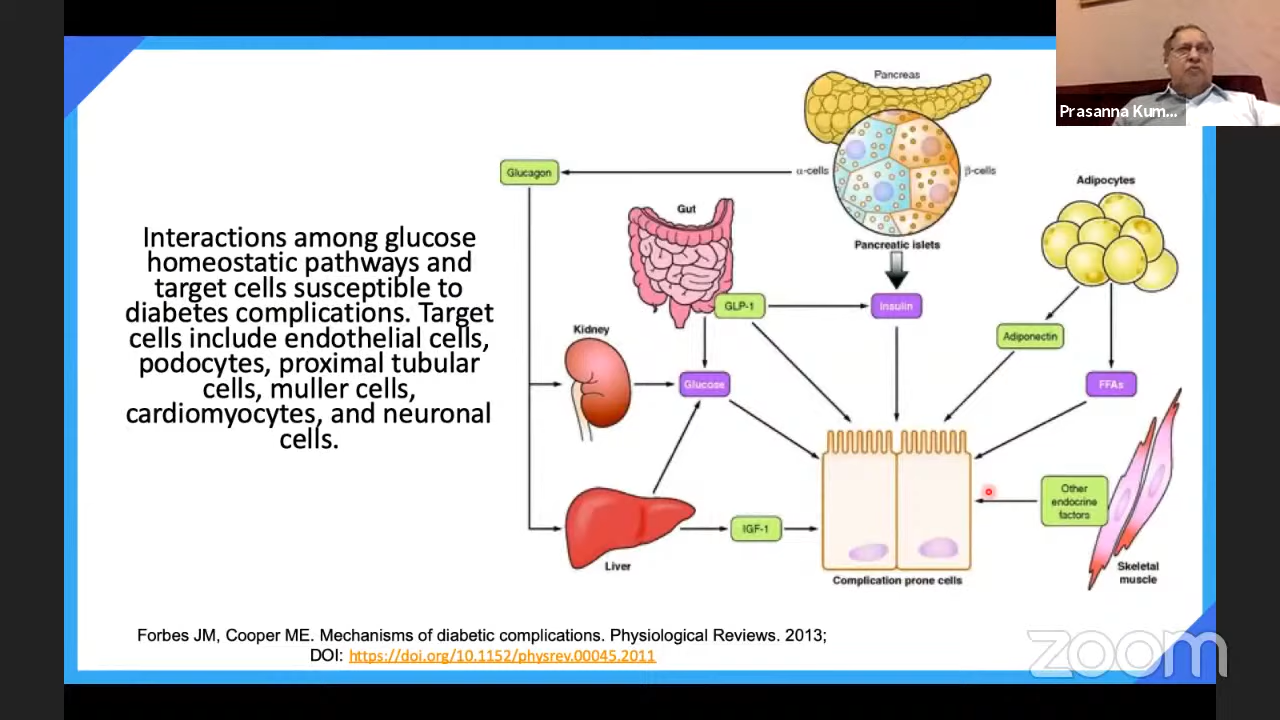 Prasanna Kum...
Pancreas
Glucagon
α-cells
β-cells
Adipocytes
Gut
Pancreatic islets
GLP-1
Insulin
Kidney
Adiponectin
Glucose
FFAs
Other
endocrine
factors
IGF-1
Liver
Complication prone cells
Skeletal
muscle
Interactions among glucose
homeostatic pathways and
target cells susceptible to
diabetes complications. Target
cells include endothelial cells,
podocytes, proximal tubular
cells, muller cells,
cardiomyocytes, and neuronal
cells.
Forbes JM, Cooper ME. Mechanisms of diabetic complications. Physiological Reviews. 2013;
DOI: https://doi.org/10.1152/physrev.00045.2011
zoom